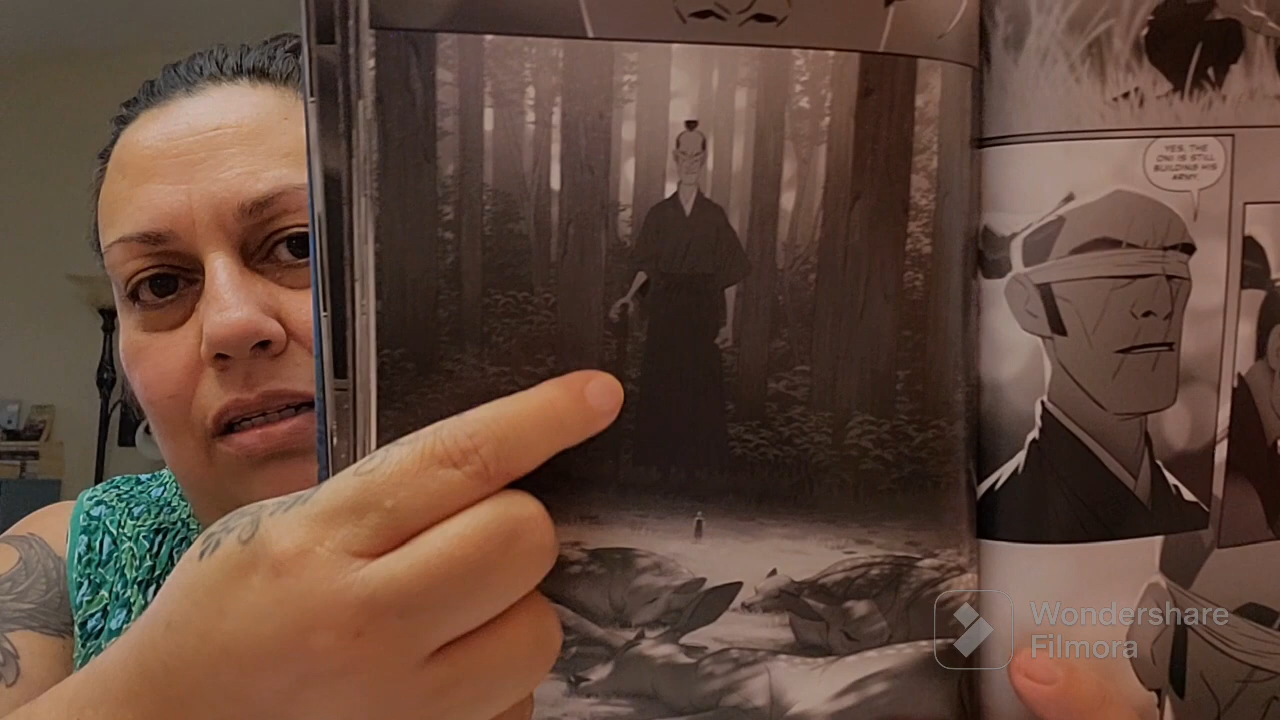 YES, THE
ONI IS STILL
BUILDING HIS
ARMY.
Wondershare
Filmora